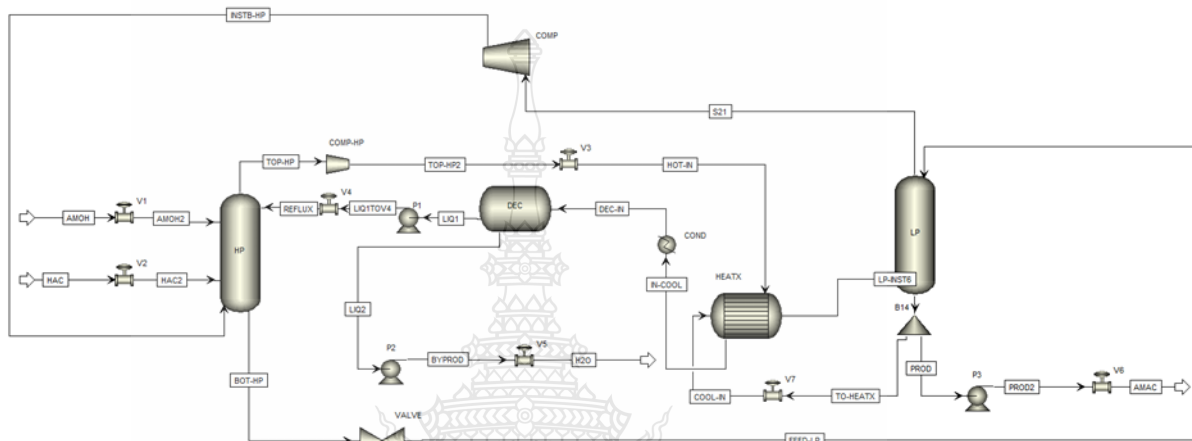 INSTB-HP
COMP
S21
COMP-HP
V3
TOP-HP
TOP-HP2
HOT-IN
V1
V4
DEC
LP
AMOH
AMOH2
REFLUX
LIQ1TOV4
P1
LIQ1
DEC-IN
COND
HP
V2
HEATX
LP-INST6
HAC
HAC2
IN-COOL
B14
LIQ2
V5
P2
BYPROD
H2O
PROD
P3
V6
V7
COOL-IN
TO-HEATX
PROD2
AMAC
BOT-HP
VALVE
FEED-LP